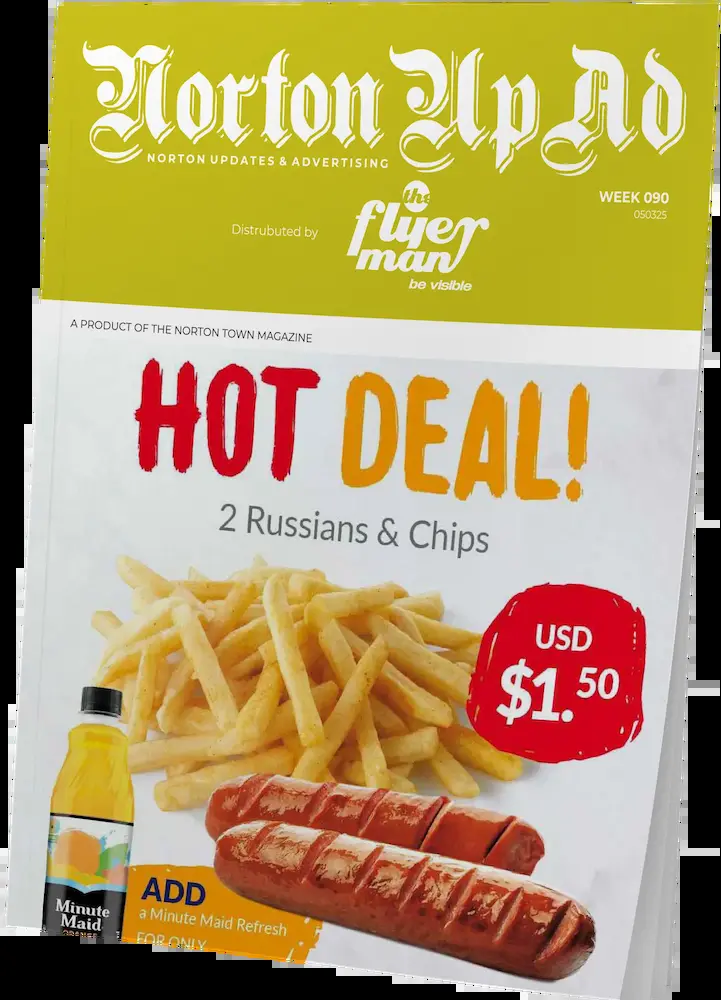 Norton Up Ad
NORTON UPDATES & ADVERTISING
WEEK 090
050325
Distrubuted by
the
flyer
man
be visible
A PRODUCT OF THE NORTON TOWN MAGAZINE
HOT DEAL!
2 Russians & Chips
USD
$1.50
Minute
Maid
ORANGE
ADD
a Minute Maid Refresh
FOR ONLY